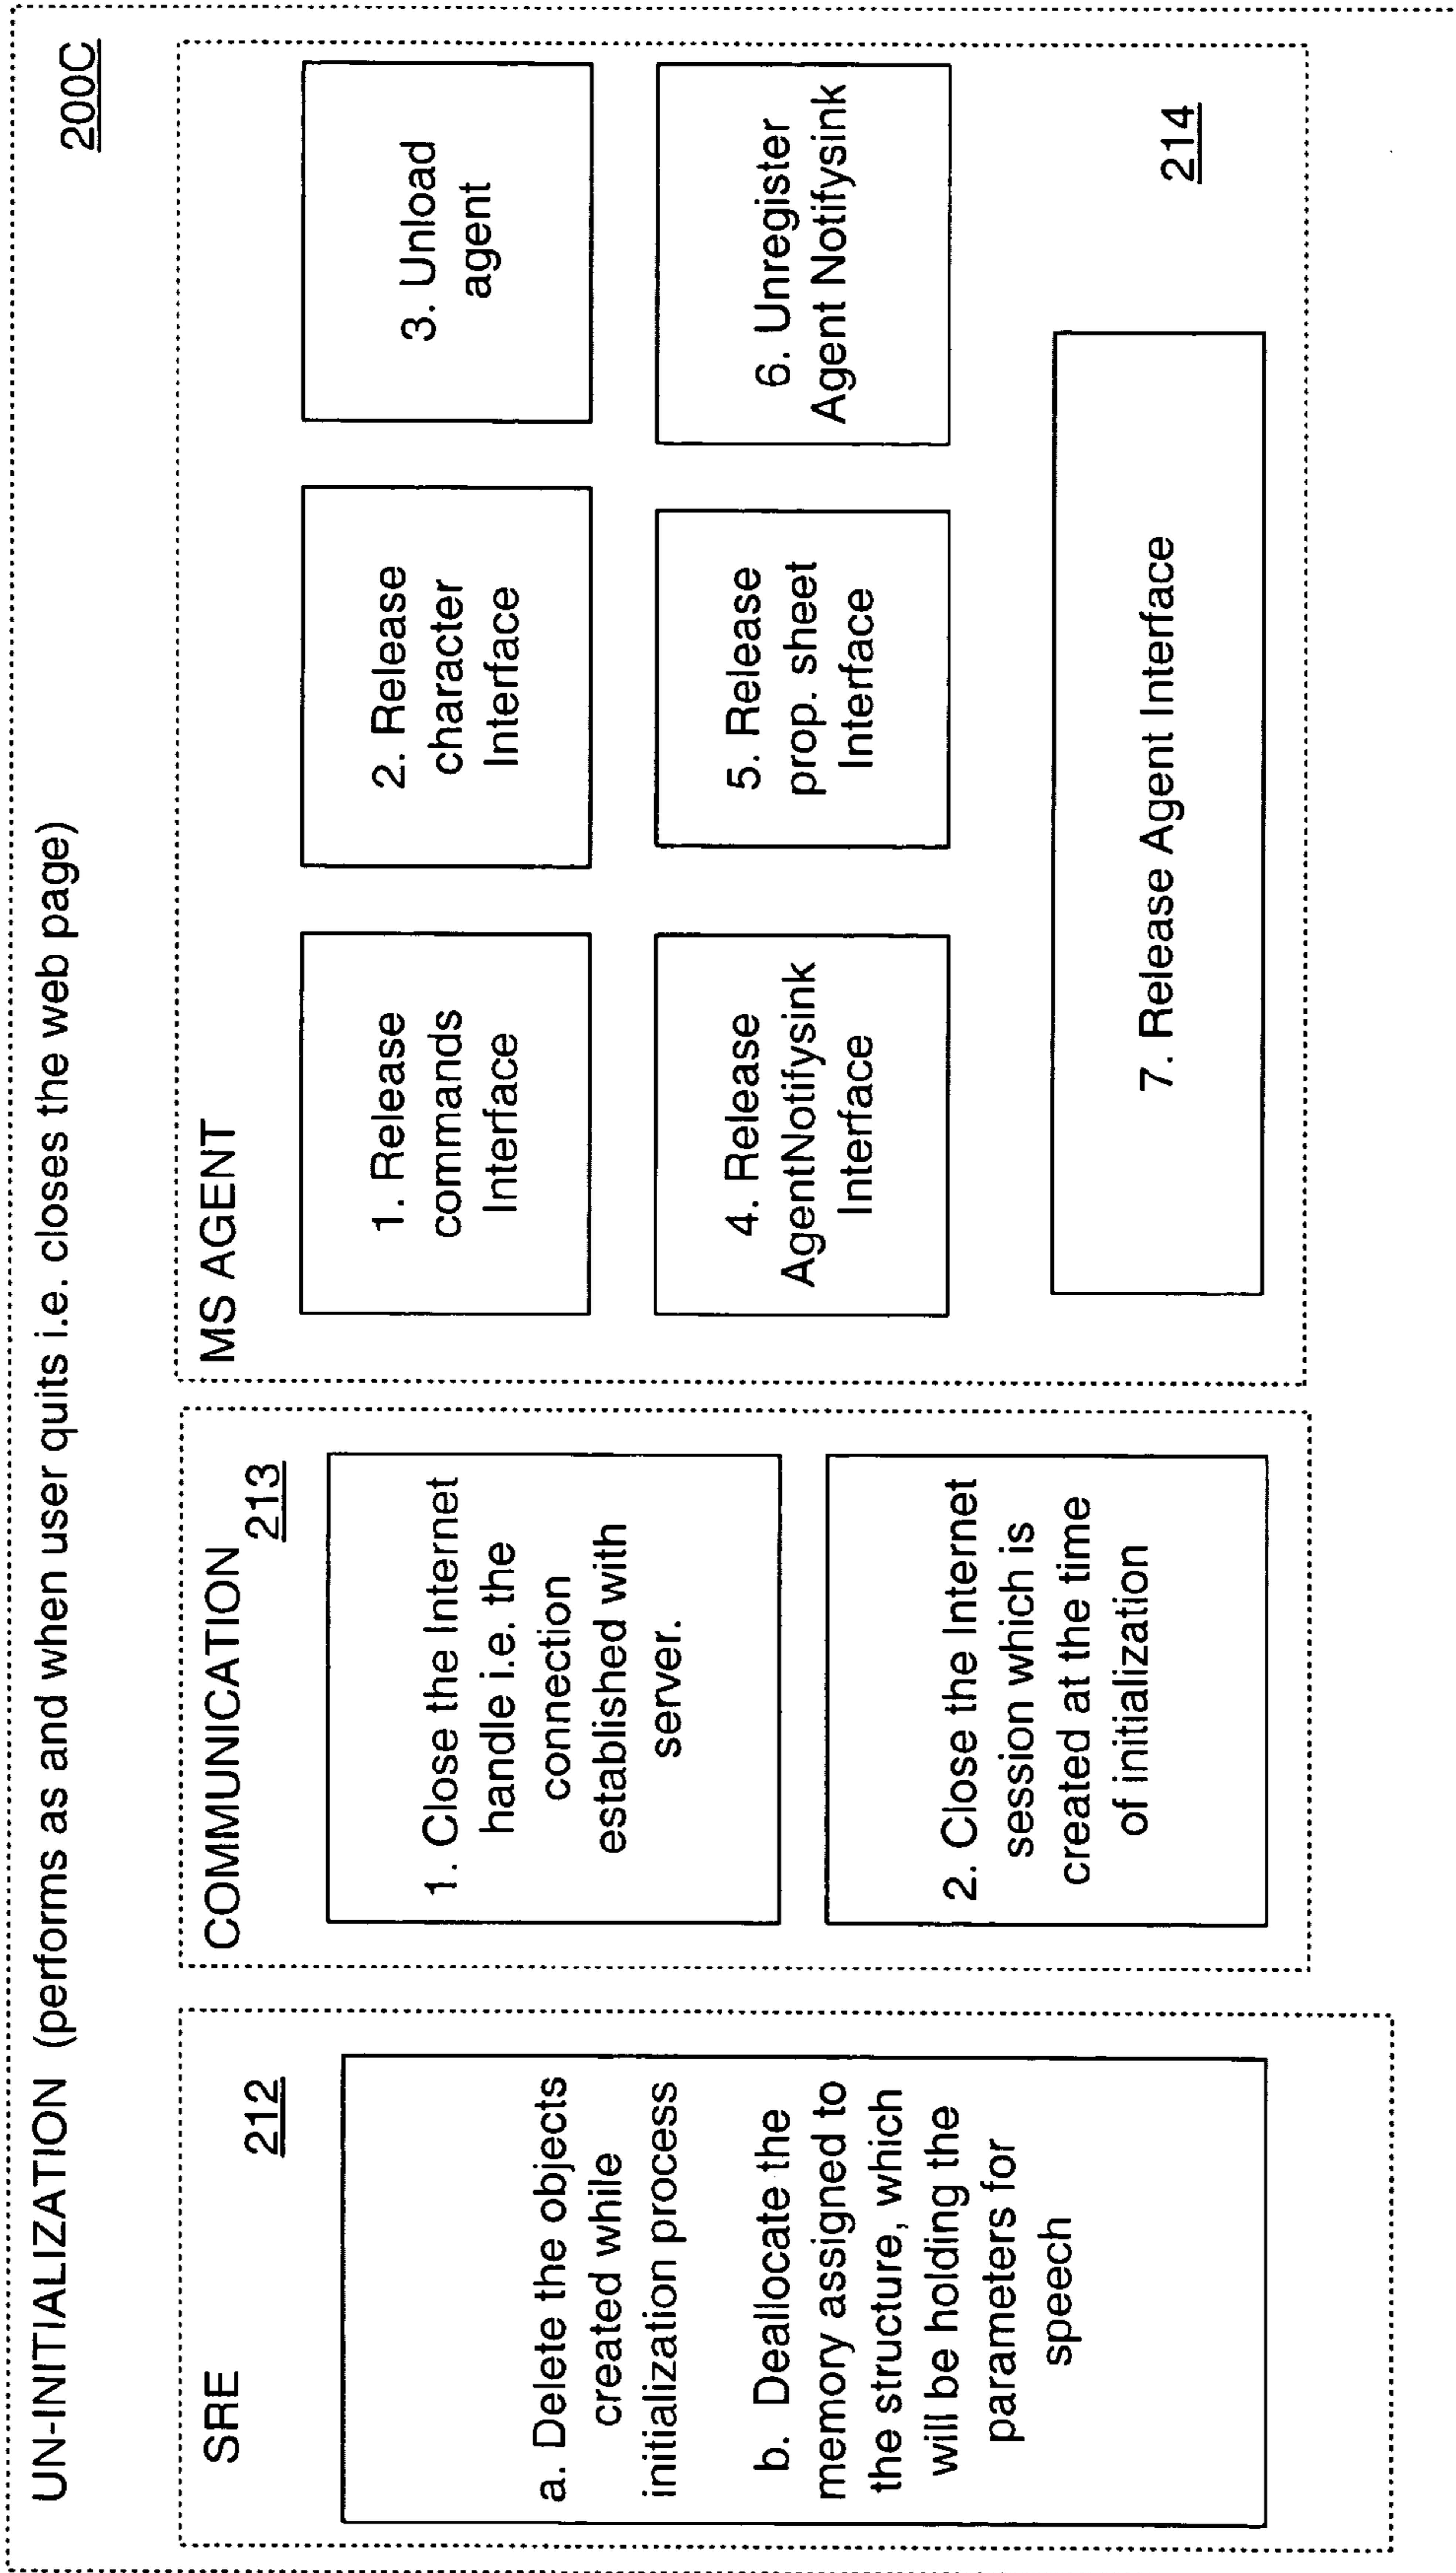 UN-INITIALIZATION (performs as and when user quits i.e. closes the web page)
200C
SRE
212
a. Delete the objects
created while
initialization process
b. Deallocate the
memory assigned to
the structure, which
will be holding the
parameters for
speech
COMMUNICATION
213
1. Close the Internet
handle i.e. the
connection
established with
server.
2. Close the Internet
session which is
created at the time
of initialization
MS AGENT
1. Release
commands
Interface
2. Release
character
Interface
3. Unload
agent
4. Release
AgentNotifysink
Interface
5. Release
prop. sheet
Interface
6. Unregister
Agent Notifysink
7. Release Agent Interface
214